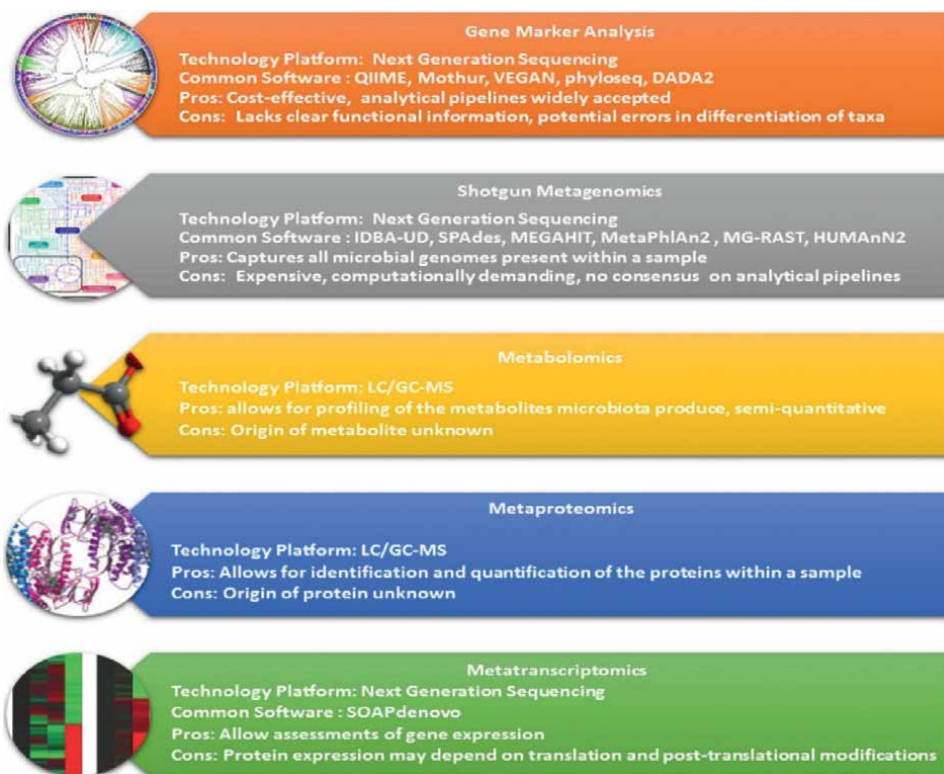 Gene Marker Analysis
Technology Platform: Next Generation Sequencing
Common Software : QIIME, Mothur, VEGAN, phyloseq, DADA2
Pros: Cost-effective, analytical pipelines widely accepted
Cons: Lacks clear functional information, potential errors in differentiation of taxa
Shotgun Metagenomics
Technology Platform: Next Generation Sequencing
Common Software : IDBA-UD, SPAdes, MEGAHIT, MetaPhlAn2 , MG-RAST, HUMAnN2
Pros: Captures all microbial genomes present within a sample
Cons: Expensive, computationally demanding, no consensus on analytical pipelines
Metabolomics
Technology Platform: LC/GC-MS
Pros: allows for profiling of the metabolites microbiota produce, semi-quantitative
Cons: Origin of metabolite unknown
Metaproteomics
Technology Platform: LC/GC-MS
Pros: Allows for identification and quantification of the proteins within a sample
Cons: Origin of protein unknown
Metatranscriptomics
Technology Platform: Next Generation Sequencing
Common Software : SOAPdenovo
Pros: Allow assessments of gene expression
Cons: Protein expression may depend on translation and post-translational modifications